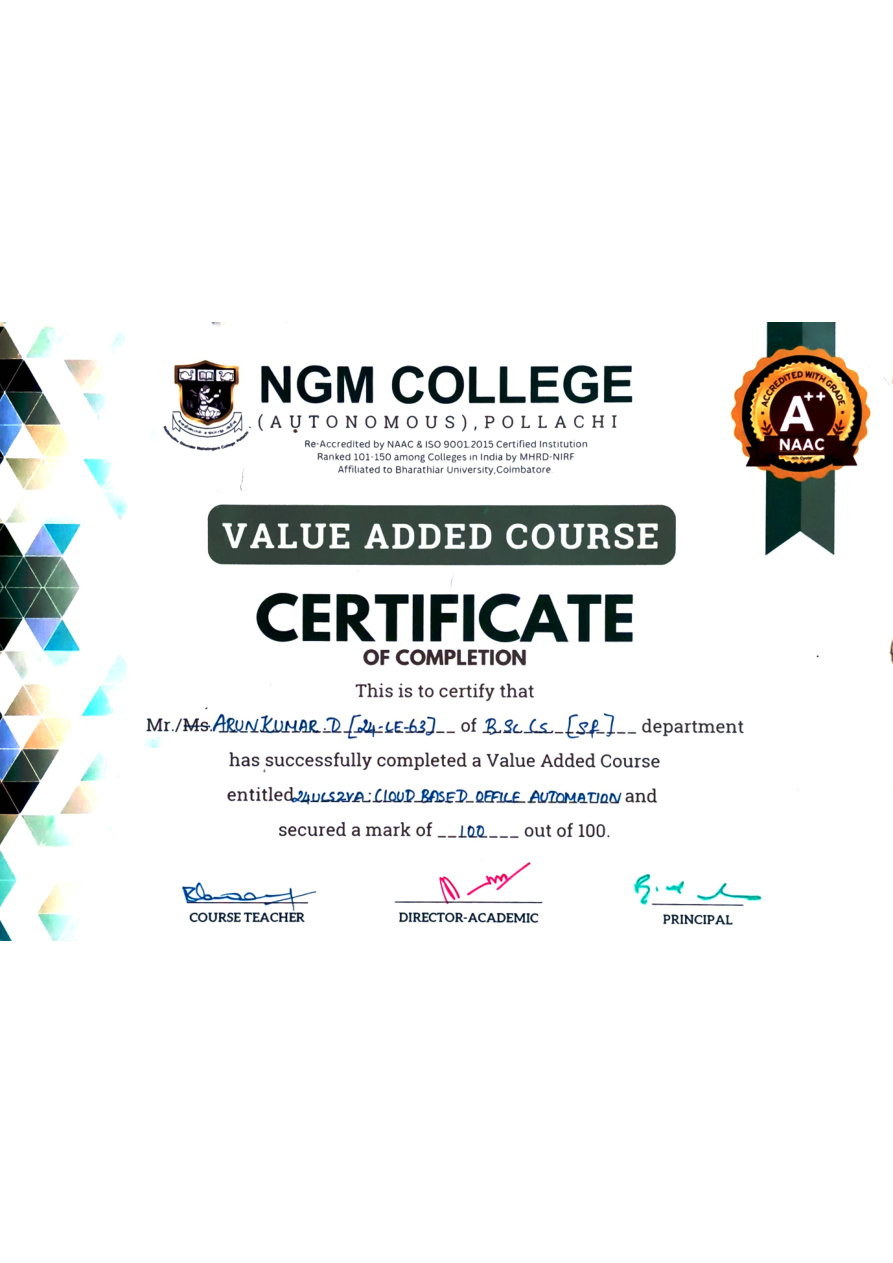 NGM COLLEGE
(AUTONOMOUS), POLLACHI
Re-Accredited by NAAC & ISO 9001.2015 Certified Institution
Ranked 101-150 among Colleges in India by MHRD-NIRF
Affiliated to Bharathiar University,Coimbatore
ACCREDITED WITH GRADE
A++
NAAC
VALUE ADDED COURSE
CERTIFICATE
OF COMPLETION
This is to certify that
Mr./Ms. ARUNKUMAR.D [24-CE-63] of B.Sc CS [SF] department
has successfully completed a Value Added Course
entitled 24UCS2VA: CLOUD BASED OFFICE AUTOMATION and
secured a mark of 100 out of 100.
COURSE TEACHER
DIRECTOR-ACADEMIC
PRINCIPAL